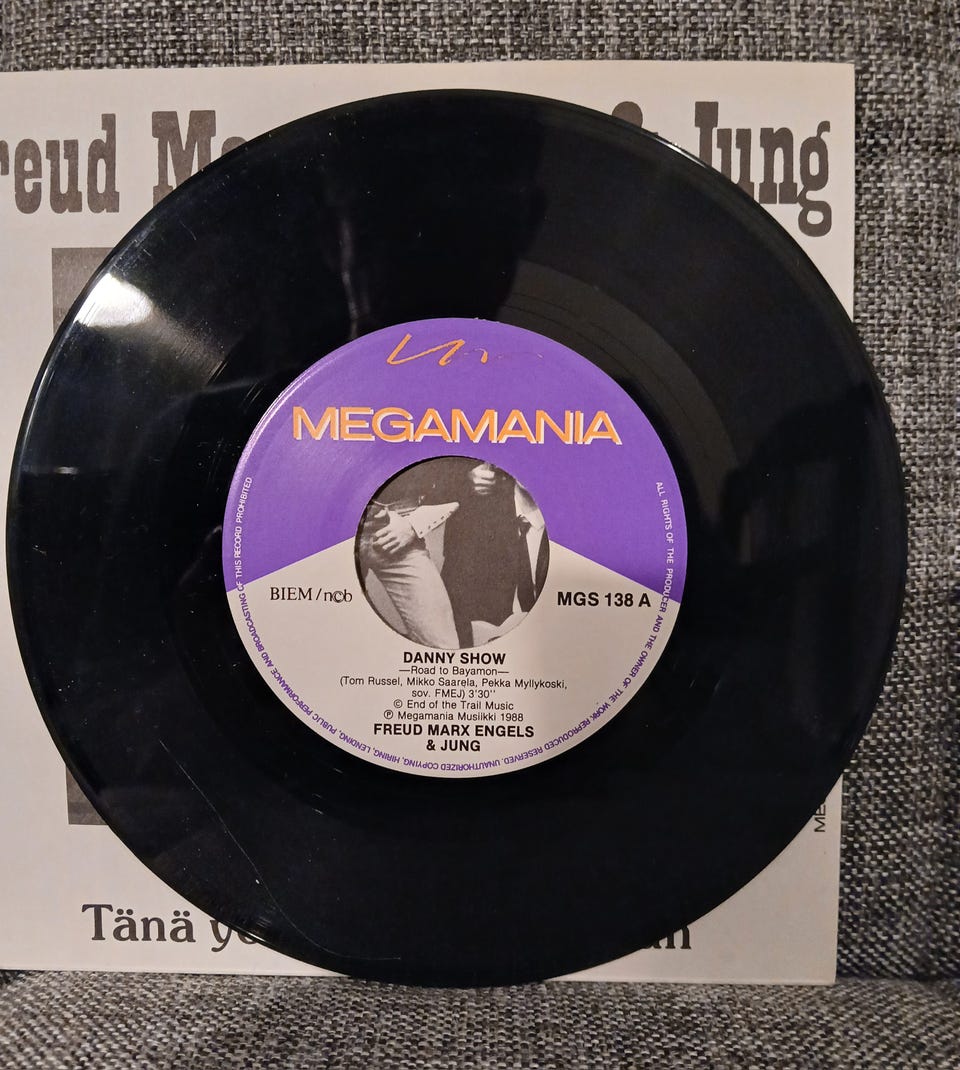 reud M & Jung
MEGAMANIA
ALL RIGHTS OF THE PRODUCER AND THE OWNER OF THE WORK REPRODUCED RESERVED. UNAUTHORIZED COPYING, HIRING, LENDING, PUBLIC PERFORMANCE AND BROADCASTING OF THIS RECORD PROHIBITED
BIEM/n©b
MGS 138 A
DANNY SHOW
—Road to Bayamon—
(Tom Russel, Mikko Saarela, Pekka Myllykoski,
sov. FMEJ) 3'30''
© End of the Trail Music
℗ Megamania Musiikki 1988
FREUD MARX ENGELS
& JUNG
Tänä